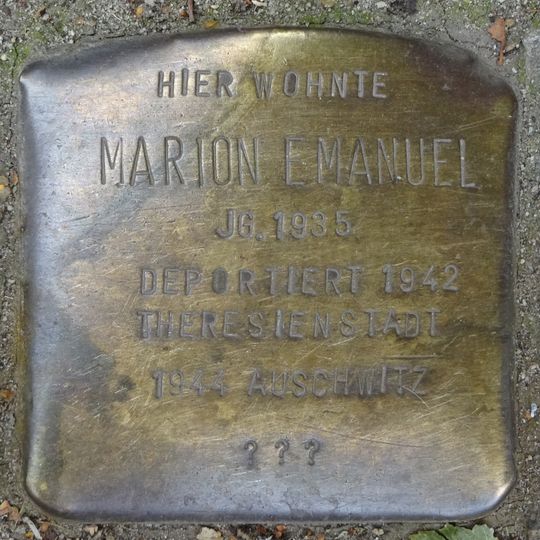 HIER WOHNTE
MARION EMANUEL
JG. 1935
DEPORTIERT 1942
THERESIENSTADT
1944 AUSCHWITZ
? ? ?